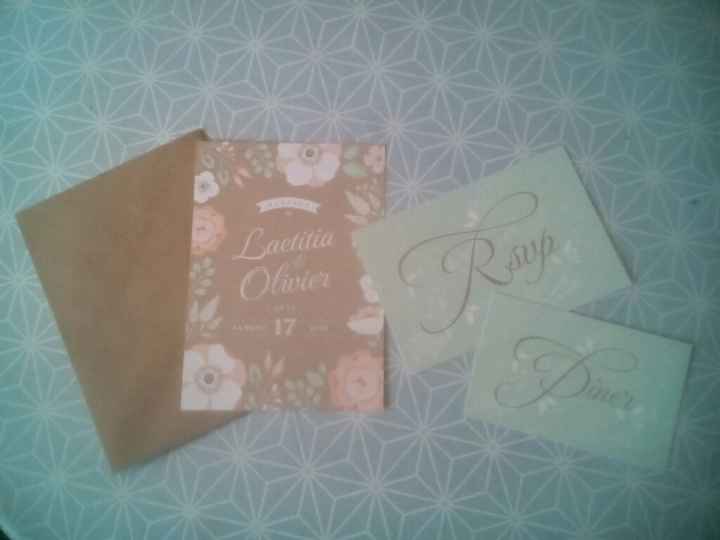 Laetitia
&
Olivier
17
Rsvp
Dîner